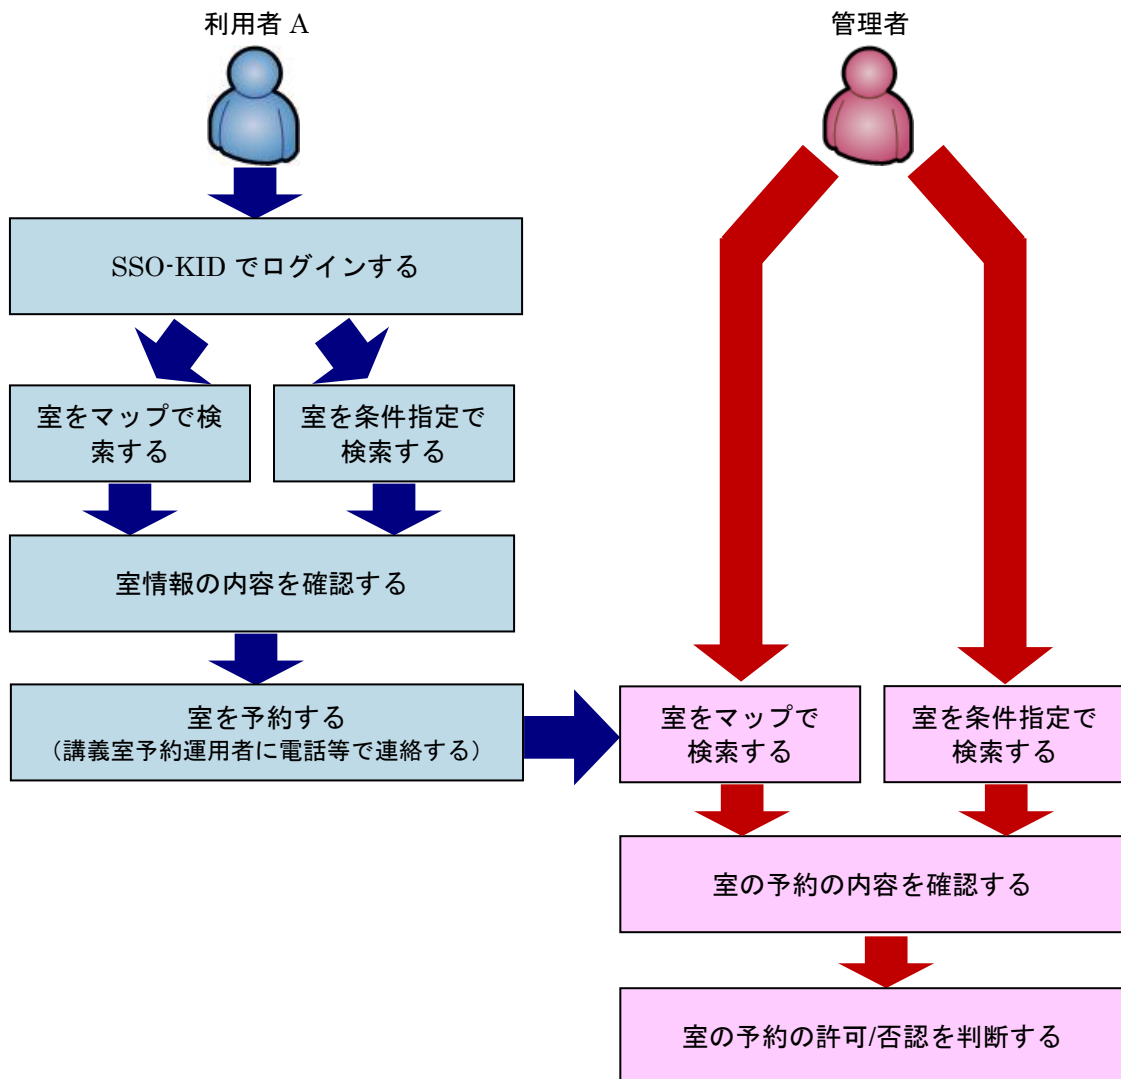 利用者 A
管理者
SSO-KID でログインする
室をマップで検
索する
室を条件指定で
検索する
室情報の内容を確認する
室を予約する
（講義室予約運用者に電話等で連絡する）
室をマップで
検索する
室を条件指定で
検索する
室の予約の内容を確認する
室の予約の許可/否認を判断する